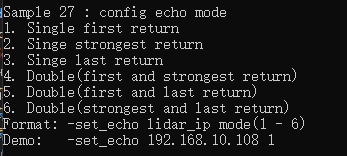 Sample 27 : config echo mode
1. Single first return
2. Singe strongest return
3. Singe last return
4. Double(first and strongest return)
5. Double(first and last return)
6. Double(strongest and last return)
Format: -set_echo lidar_ip mode(1 - 6)
Demo:   -set_echo 192.168.10.108 1